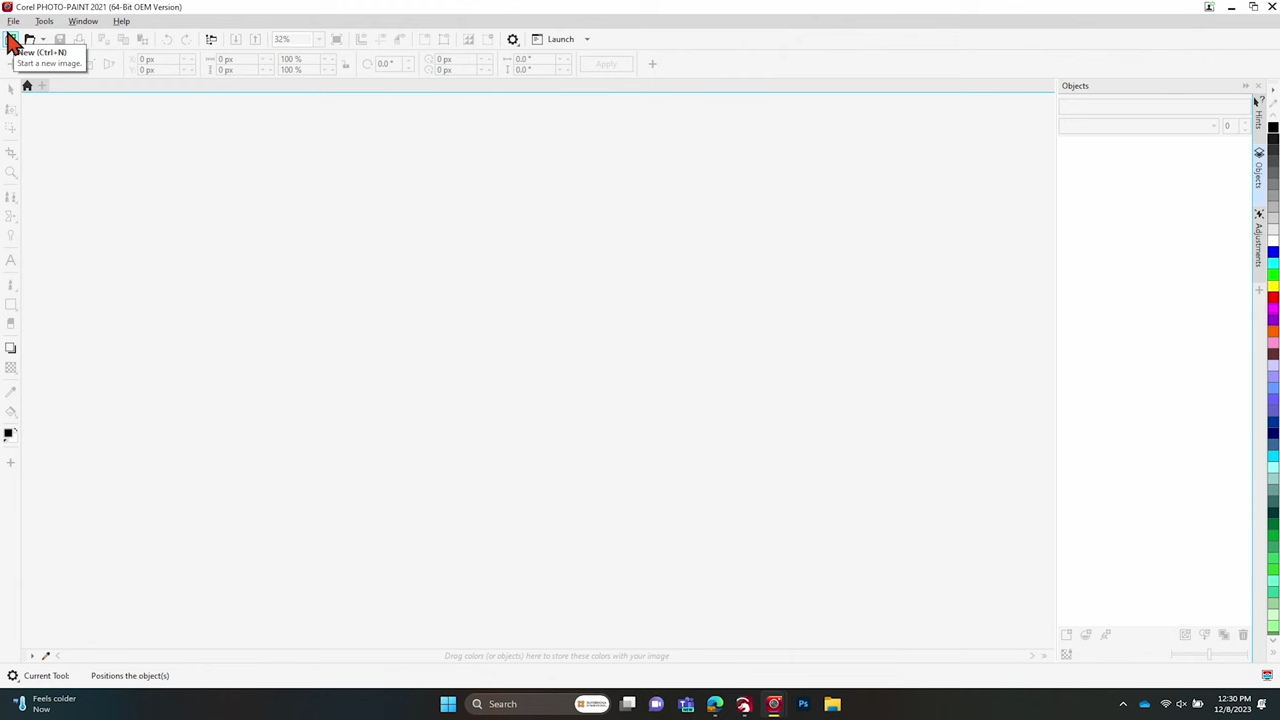 Corel PHOTO-PAINT 2021 (64-Bit OEM Version)
File Tools Window Help
32%
Launch
New (Ctrl+N)
Start a new image.
X: 0 px
Y: 0 px
0 px
0 px
100 %
100 %
0.0 °
0 px
0 px
0.0 °
0.0 °
Apply
Objects
0
Hints
Objects
Adjustments
Drag colors (or objects) here to store these colors with your image
Current Tool: Positions the object(s)
Feels colder
Now
Search
12:30 PM
12/8/2023